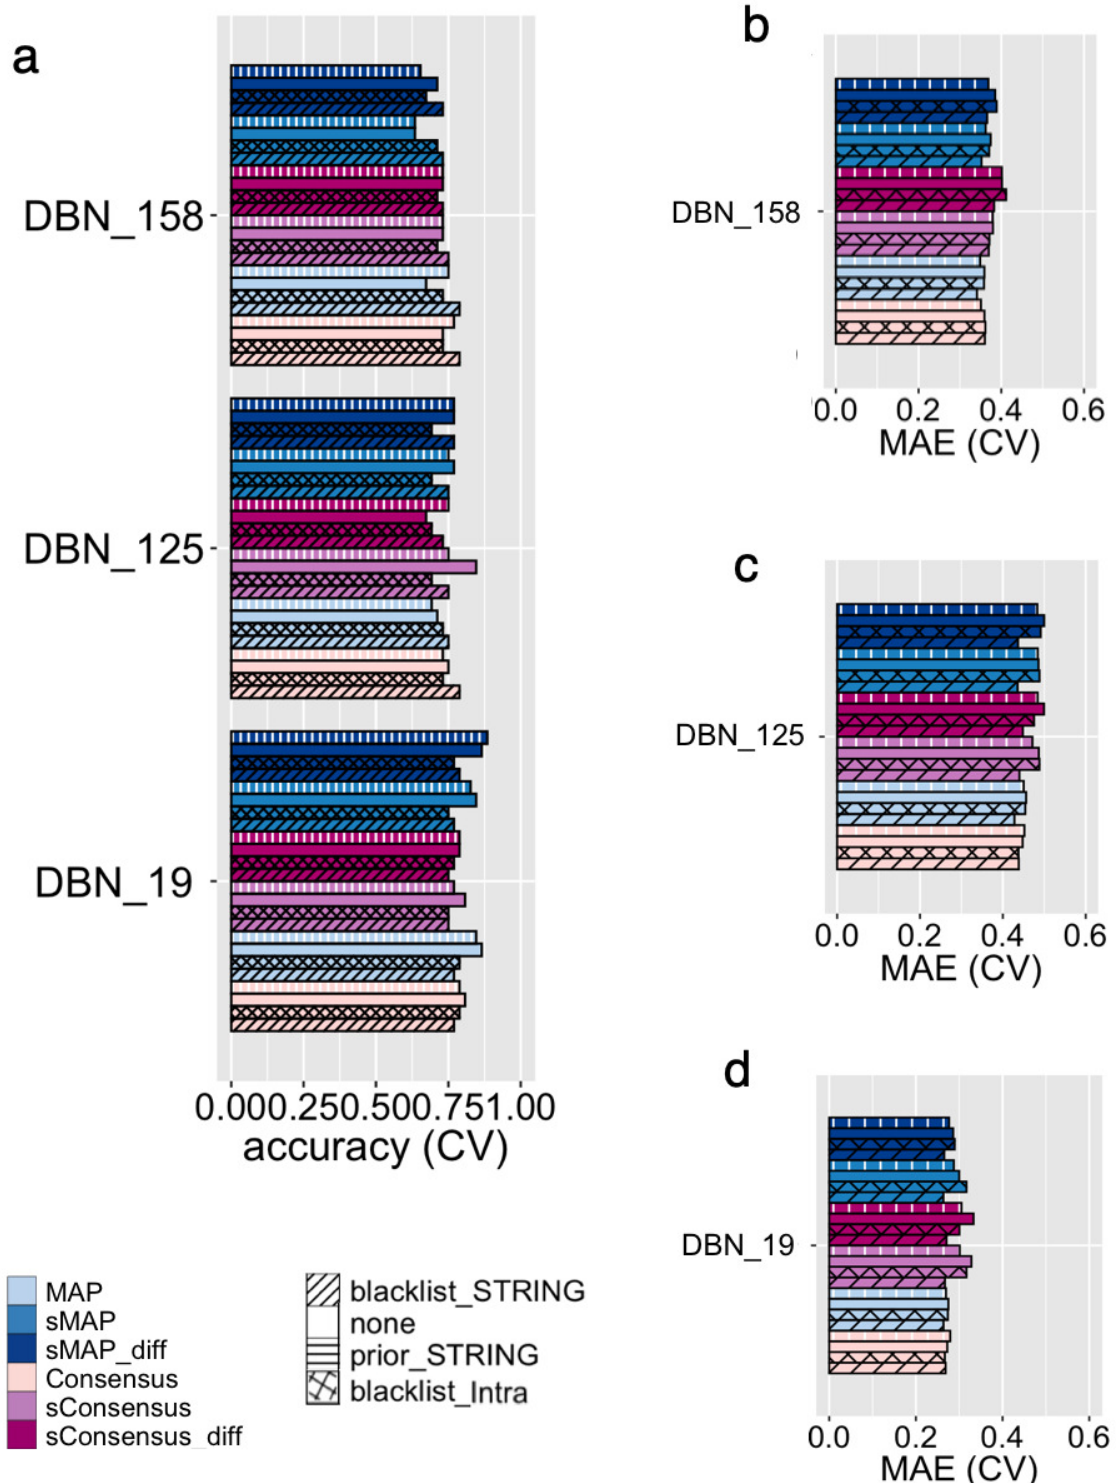 a
DBN_158
DBN_125
DBN_19
0.000.250.500.751.00
accuracy (CV)
b
DBN_158
0.0 0.2 0.4 0.6
MAE (CV)
c
DBN_125
0.0 0.2 0.4 0.6
MAE (CV)
d
DBN_19
0.0 0.2 0.4 0.6
MAE (CV)
MAP
sMAP
sMAP_diff
Consensus
sConsensus
sConsensus_diff
blacklist_STRING
none
prior_STRING
blacklist_Intra